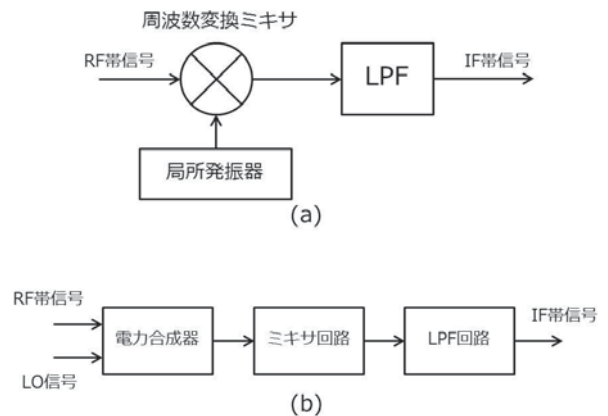 周波数変換ミキサ
RF帯信号
LPF
IF帯信号
局所発振器
(a)
RF帯信号
LO信号
電力合成器
ミキサ回路
LPF回路
IF帯信号
(b)